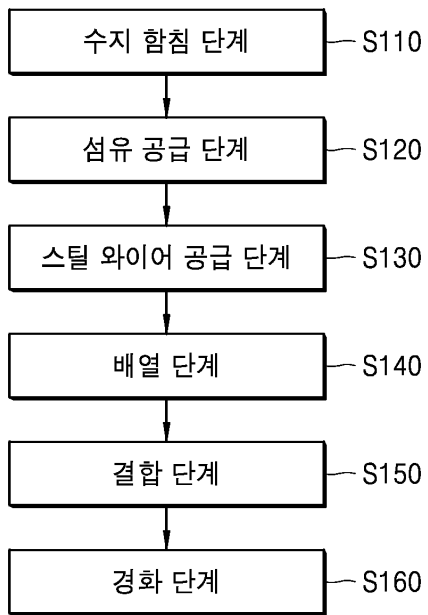 수지 함침 단계 S110
섬유 공급 단계 S120
스틸 와이어 공급 단계 S130
배열 단계 S140
결합 단계 S150
경화 단계 S160